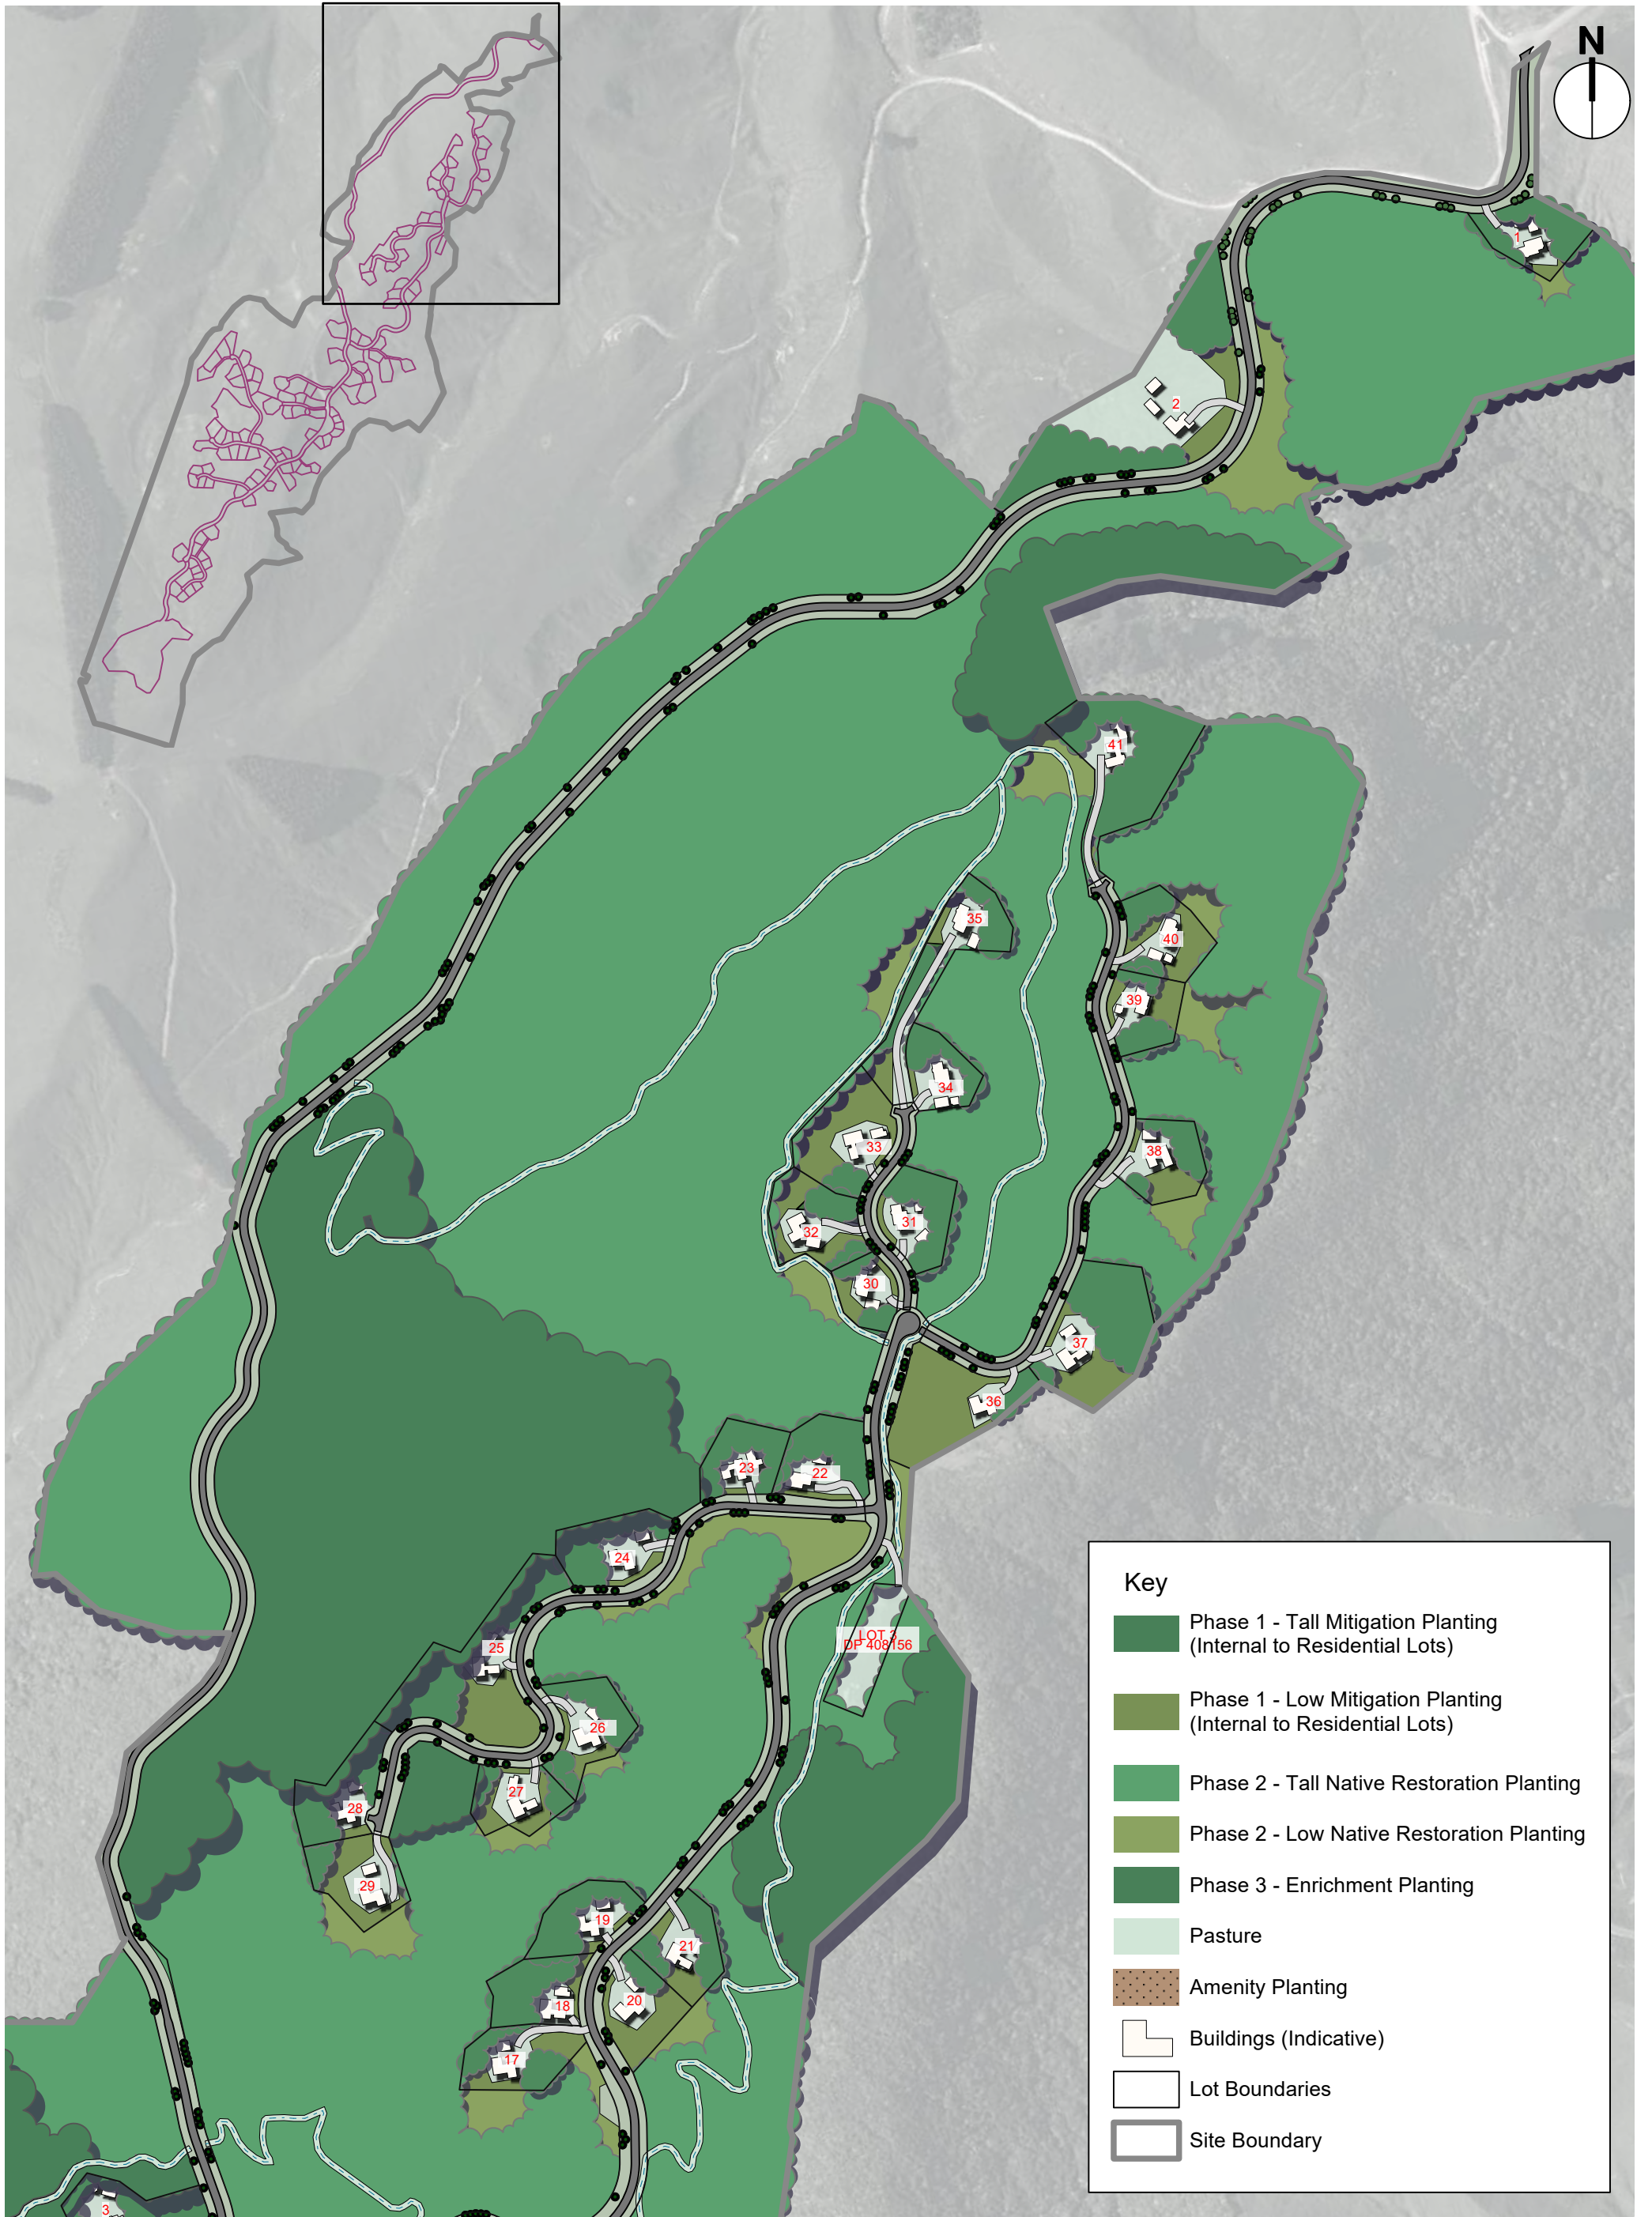 N
1
2
41
35
40
39
34
33
38
31
32
30
37
36
23
22
24
LOT 3
DP 408156
25
26
27
28
29
19
21
20
18
17
3
Key
Phase 1 - Tall Mitigation Planting
(Internal to Residential Lots)
Phase 1 - Low Mitigation Planting
(Internal to Residential Lots)
Phase 2 - Tall Native Restoration Planting
Phase 2 - Low Native Restoration Planting
Phase 3 - Enrichment Planting
Pasture
Amenity Planting
Buildings (Indicative)
Lot Boundaries
Site Boundary